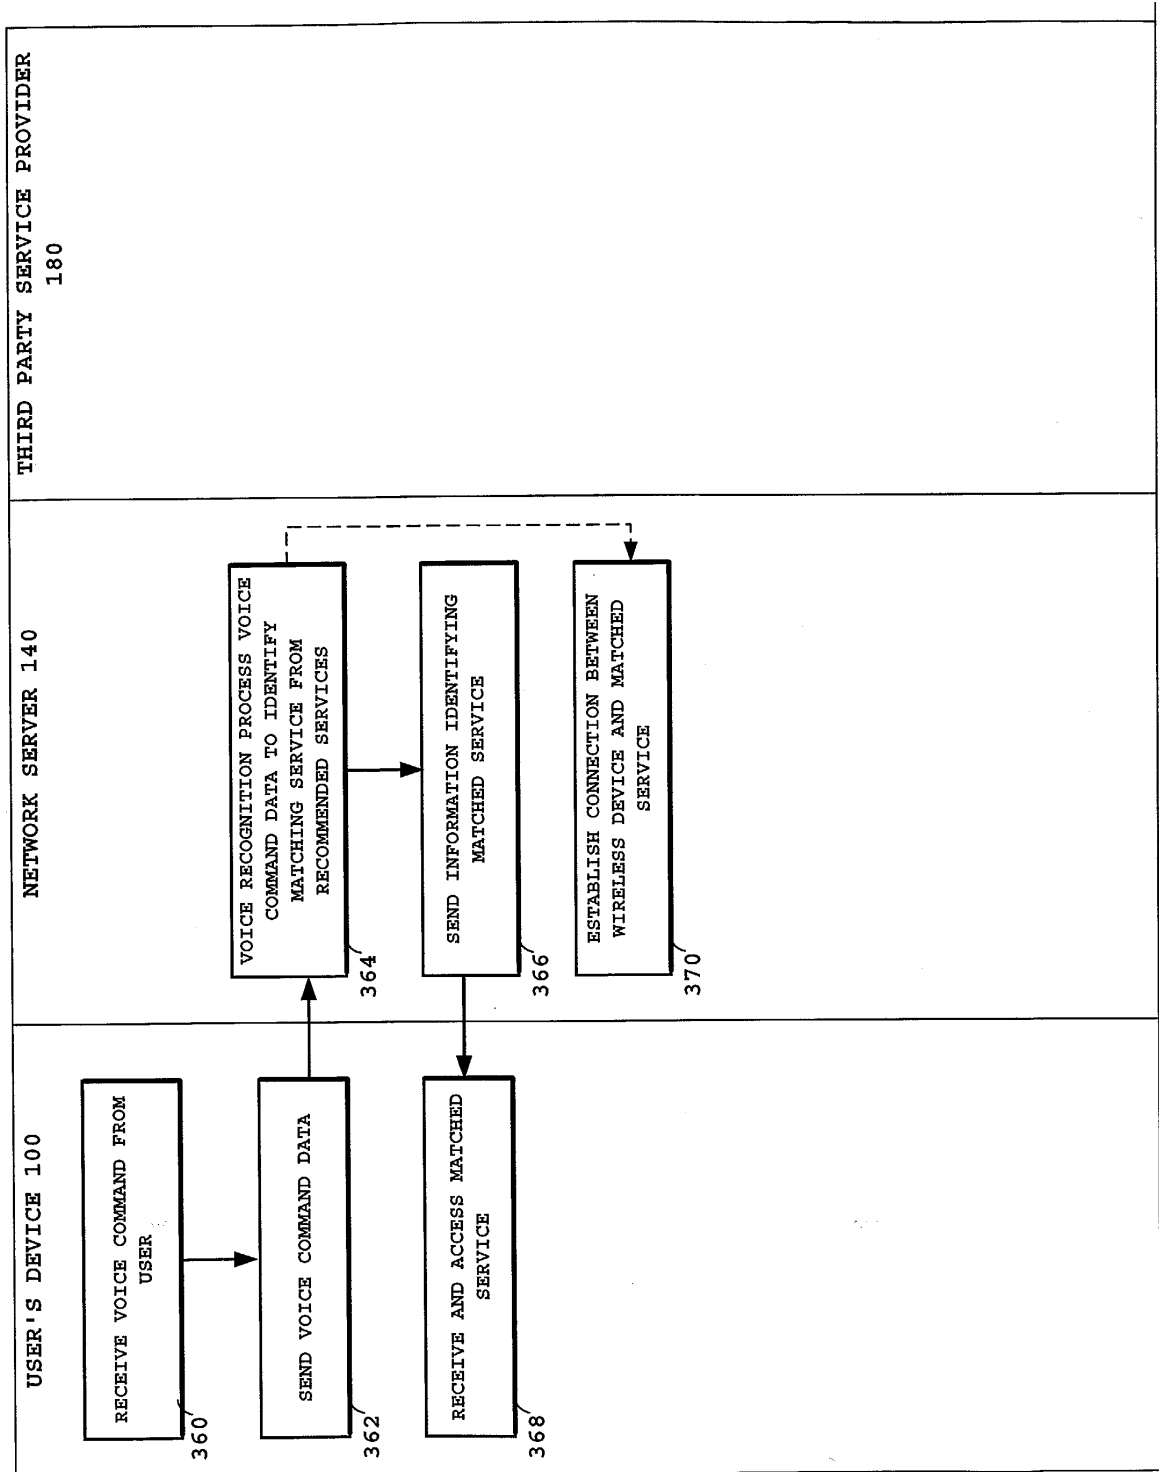 USER'S DEVICE 100
NETWORK SERVER 140
THIRD PARTY SERVICE PROVIDER
180
RECEIVE VOICE COMMAND FROM
USER
360
SEND VOICE COMMAND DATA
362
VOICE RECOGNITION PROCESS VOICE
COMMAND DATA TO IDENTIFY
MATCHING SERVICE FROM
RECOMMENDED SERVICES
364
SEND INFORMATION IDENTIFYING
MATCHED SERVICE
366
RECEIVE AND ACCESS MATCHED
SERVICE
368
ESTABLISH CONNECTION BETWEEN
WIRELESS DEVICE AND MATCHED
SERVICE
370